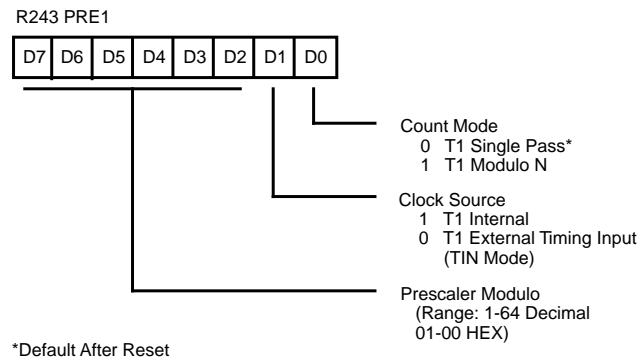 R243 PRE1
D7 D6 D5 D4 D3 D2 D1 D0
Count Mode
0 T1 Single Pass*
1 T1 Modulo N
Clock Source
1 T1 Internal
0 T1 External Timing Input
(TIN Mode)
Prescaler Modulo
(Range: 1-64 Decimal
01-00 HEX)
*Default After Reset